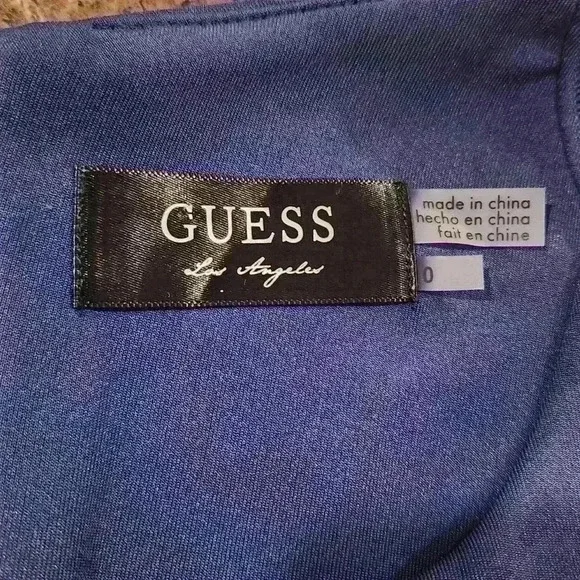 GUESS
Los Angeles
made in china
hecho en china
fait en chine
0